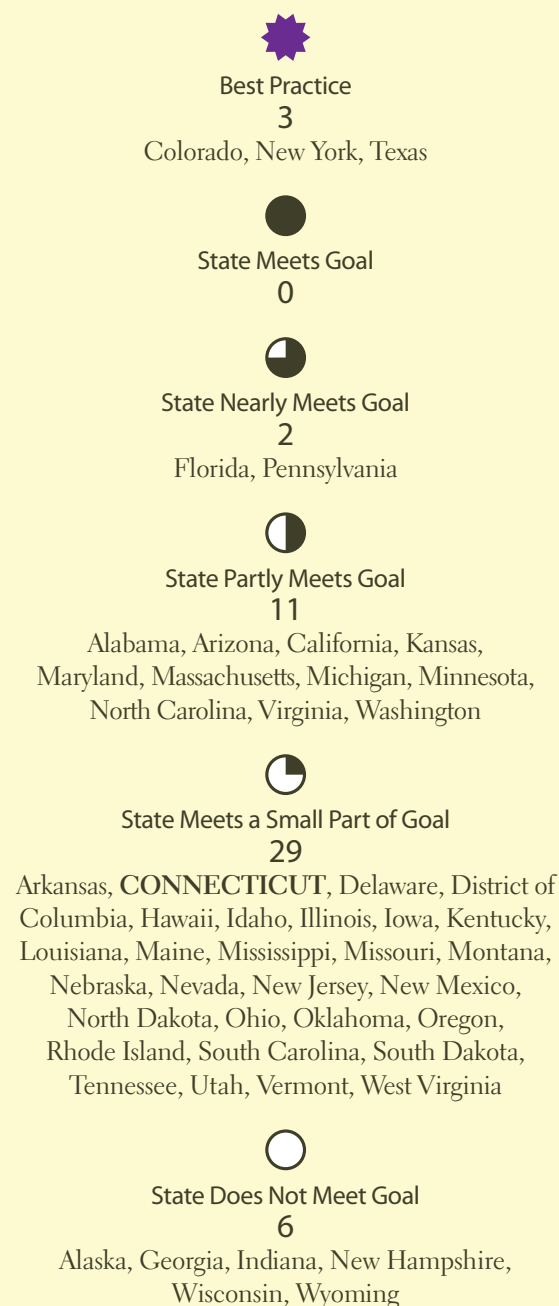 Best Practice
3
Colorado, New York, Texas
State Meets Goal
0
State Nearly Meets Goal
2
Florida, Pennsylvania
State Partly Meets Goal
11
Alabama, Arizona, California, Kansas,
Maryland, Massachusetts, Michigan, Minnesota,
North Carolina, Virginia, Washington
State Meets a Small Part of Goal
29
Arkansas, CONNECTICUT, Delaware, District of
Columbia, Hawaii, Idaho, Illinois, Iowa, Kentucky,
Louisiana, Maine, Mississippi, Missouri, Montana,
Nebraska, Nevada, New Jersey, New Mexico,
North Dakota, Ohio, Oklahoma, Oregon,
Rhode Island, South Carolina, South Dakota,
Tennessee, Utah, Vermont, West Virginia
State Does Not Meet Goal
6
Alaska, Georgia, Indiana, New Hampshire,
Wisconsin, Wyoming